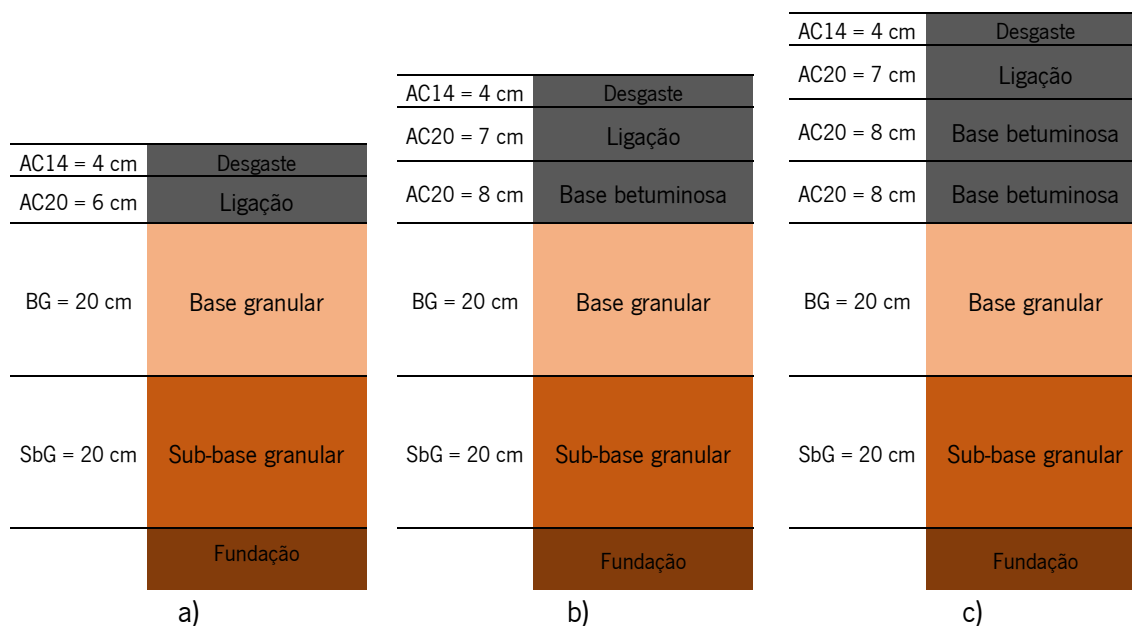 AC14 = 4 cm Desgaste
AC20 = 6 cm Ligação
BG = 20 cm Base granular
SbG = 20 cm Sub-base granular
Fundação
a)
AC14 = 4 cm Desgaste
AC20 = 7 cm Ligação
AC20 = 8 cm Base betuminosa
BG = 20 cm Base granular
SbG = 20 cm Sub-base granular
Fundação
b)
AC14 = 4 cm Desgaste
AC20 = 7 cm Ligação
AC20 = 8 cm Base betuminosa
AC20 = 8 cm Base betuminosa
BG = 20 cm Base granular
SbG = 20 cm Sub-base granular
Fundação
c)